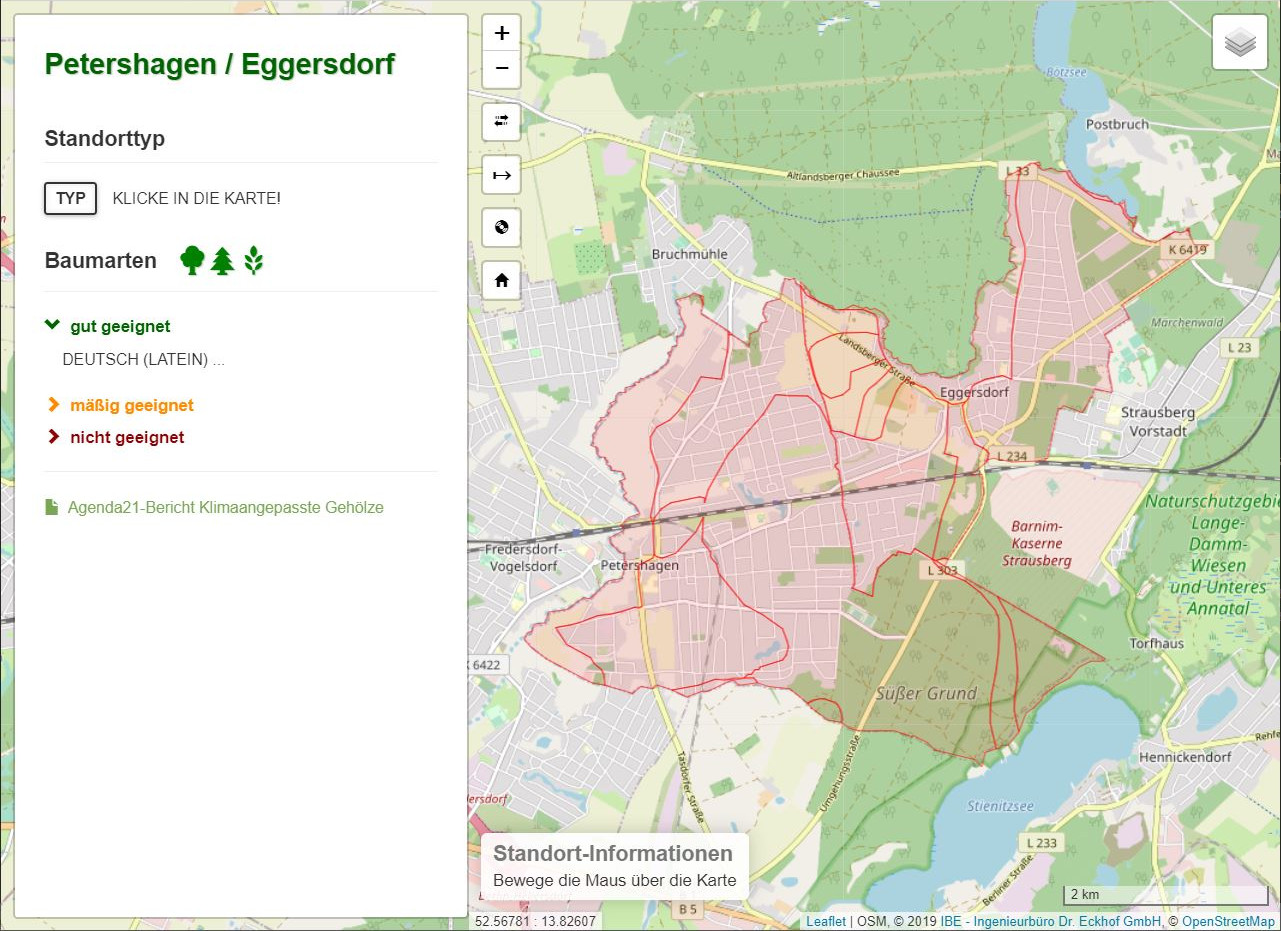 Petershagen / Eggersdorf
Standorttyp
TYP KLICKE IN DIE KARTE!
Baumarten
gut geeignet
DEUTSCH (LATEIN) ...
mäßig geeignet
nicht geeignet
Agenda21-Bericht Klimaangepasste Gehölze
+
−
Bötzsee
Postbruch
L 33
Altlandsberger Chaussee
K 6419
Bruchmühle
Märchenwald
L 23
Landsberger Straße
Eggersdorf
Strausberg
Vorstadt
L 234
Naturschutzgebie
Lange-
Damm-
Wiesen
und Unteres
Annatal
Barnim-
Kaserne
Strausberg
Fredersdorf-
Vogelsdorf
Petershagen
L 303
Torfhaus
K 6422
Süßer Grund
Hennickendorf
Rehfe
Tasdorfer Straße
Umgehungsstraße
Stienitzsee
lersdorf
L 233
Berliner Straße
Standort-Informationen
Bewege die Maus über die Karte
2 km
B 5
52.56781 : 13.82607
Leaflet | OSM, © 2019 IBE - Ingenieurbüro Dr. Eckhof GmbH, © OpenStreetMap